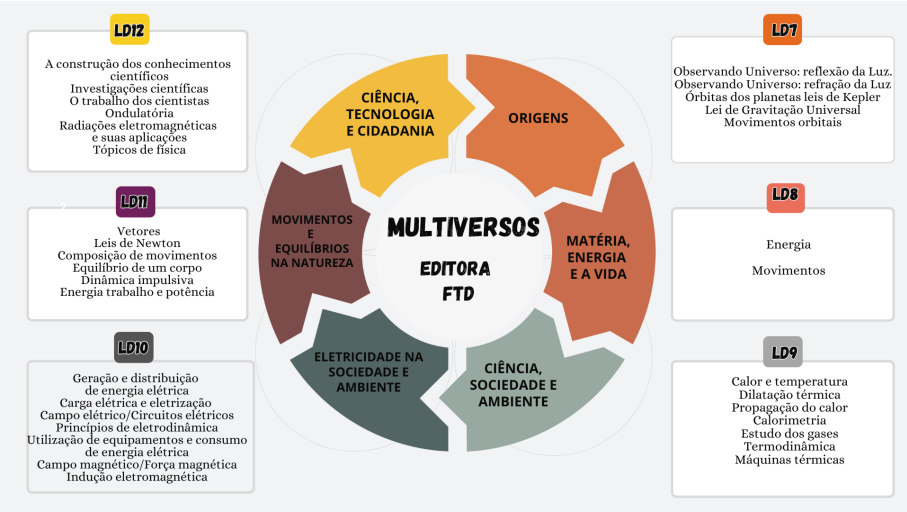 LD12
A construção dos conhecimentos
científicos
Investigações científicas
O trabalho dos cientistas
Ondulatória
Radiações eletromagnéticas
e suas aplicações
Tópicos de física
LD11
2
Vetores
Leis de Newton
Composição de movimentos
Equilíbrio de um corpo
Dinâmica impulsiva
Energia trabalho e potência
LD10
Geração e distribuição
de energia elétrica
Carga elétrica e eletrização
Campo elétrico/Circuitos elétricos
Princípios de eletrodinâmica
Utilização de equipamentos e consumo
de energia elétrica
Campo magnético/Força magnética
Indução eletromagnética
CIÊNCIA,
TECNOLOGIA
E CIDADANIA
ORIGENS
MOVIMENTOS
E
EQUILÍBRIOS
NA NATUREZA
MULTIVERSOS
EDITORA
FTD
MATÉRIA,
ENERGIA
E A VIDA
ELETRICIDADE NA
SOCIEDADE E
AMBIENTE
CIÊNCIA,
SOCIEDADE E
AMBIENTE
LD7
Observando Universo: reflexão da Luz.
Observando Universo: refração da Luz
Órbitas dos planetas leis de Kepler
Lei de Gravitação Universal
Movimentos orbitais
LD8
Energia
Movimentos
LD9
Calor e temperatura
Dilatação térmica
Propagação do calor
Calorimetria
Estudo dos gases
Termodinâmica
Máquinas térmicas